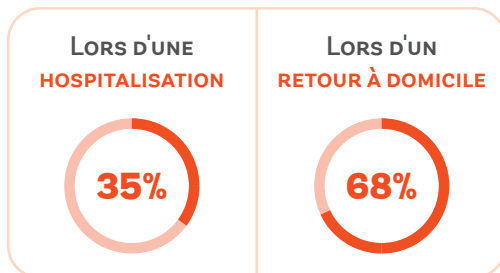 Lors d'une
hospitalisation
35%
Lors d'un
retour à domicile
68%